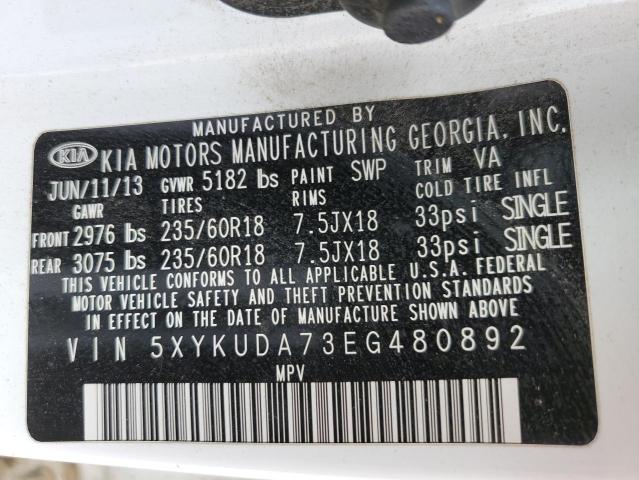 MANUFACTURED BY
KIA KIA MOTORS MANUFACTURING GEORGIA, INC.
JUN/11/13 GVWR 5182 lbs PAINT SWP TRIM VA
GAWR TIRES RIMS COLD TIRE INFL
FRONT 2976 lbs 235/60R18 7.5JX18 33psi SINGLE
REAR 3075 lbs 235/60R18 7.5JX18 33psi SINGLE
THIS VEHICLE CONFORMS TO ALL APPLICABLE U.S.A. FEDERAL
MOTOR VEHICLE SAFETY AND THEFT PREVENTION STANDARDS
IN EFFECT ON THE DATE OF MANUFACTURE SHOWN ABOVE.
VIN 5XYKUDA73EG480892
MPV